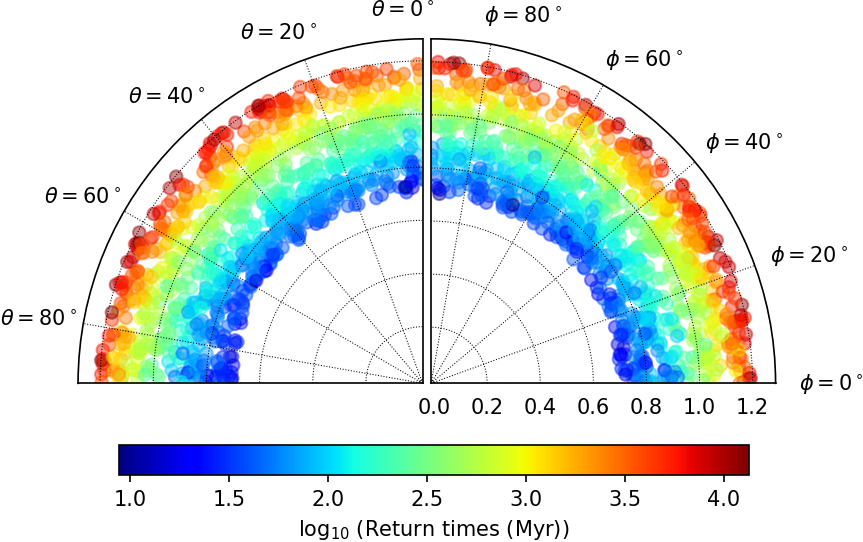 θ = 0°
ϕ = 80°
θ = 20°
ϕ = 60°
θ = 40°
ϕ = 40°
θ = 60°
ϕ = 20°
θ = 80°
ϕ = 0°
0.0 0.2 0.4 0.6 0.8 1.0 1.2
1.0 1.5 2.0 2.5 3.0 3.5 4.0
log₁₀ (Return times (Myr))